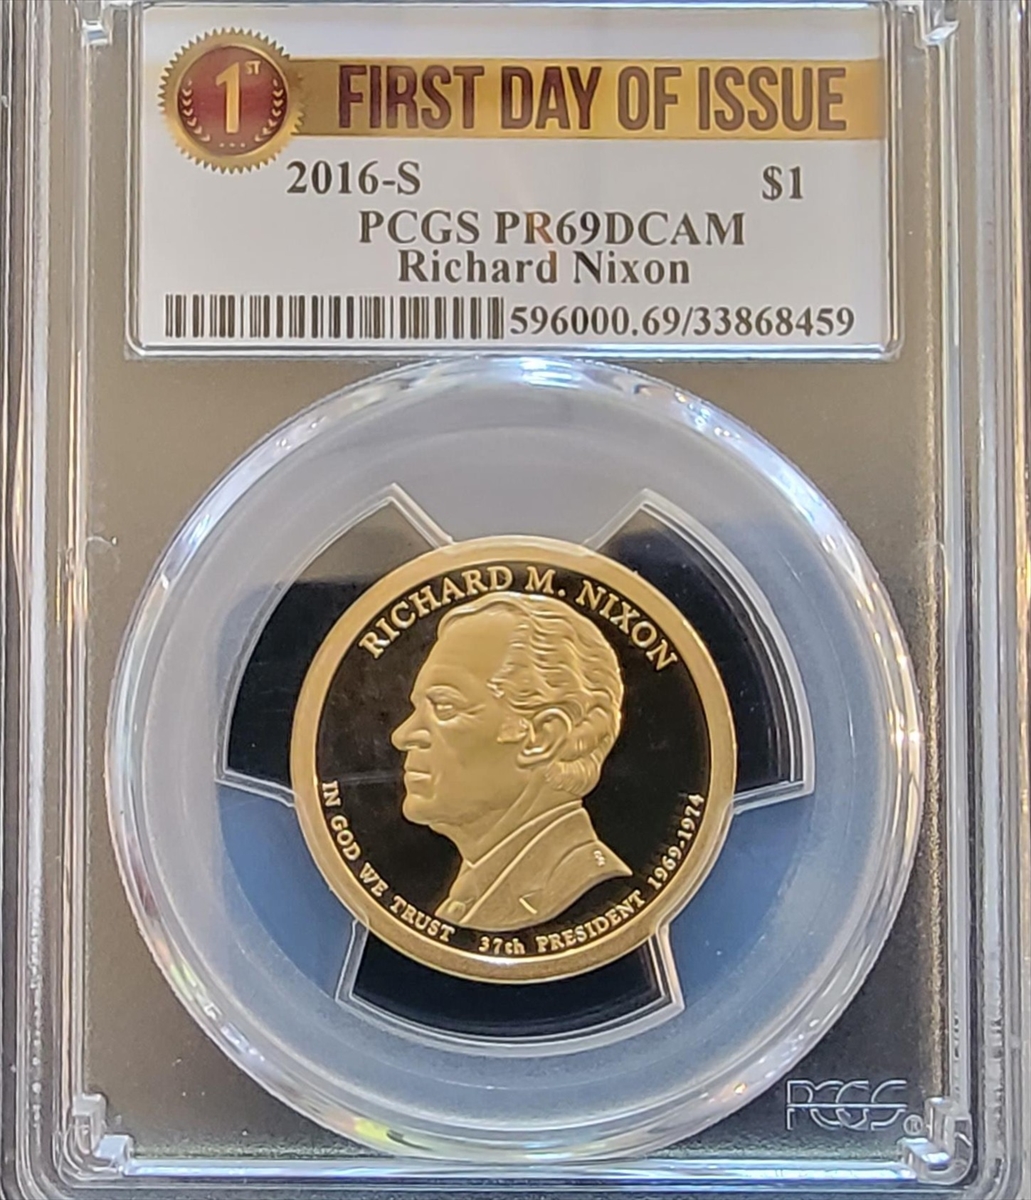 1ST
FIRST DAY OF ISSUE
2016-S $1
PCGS PR69DCAM
Richard Nixon
596000.69/33868459
RICHARD M. NIXON
IN GOD WE TRUST
37th PRESIDENT 1969-1974
PCGS®